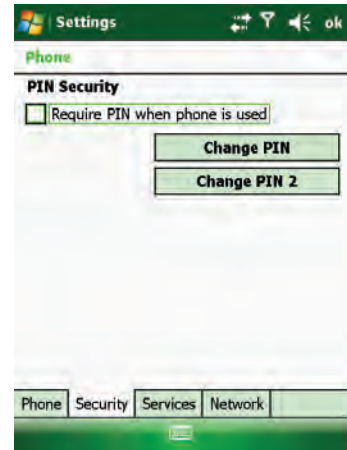 Settings ok
Phone
PIN Security
Require PIN when phone is used
Change PIN
Change PIN 2
Phone Security Services Network